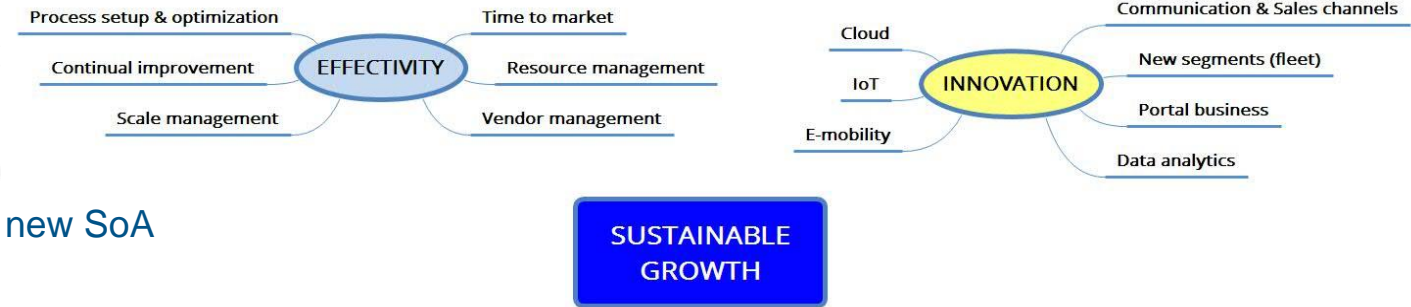 Process setup & optimization
Continual improvement
Scale management
EFFECTIVITY
Time to market
Resource management
Vendor management
Cloud
IoT
E-mobility
INNOVATION
Communication & Sales channels
New segments (fleet)
Portal business
Data analytics
new SoA
SUSTAINABLE
GROWTH